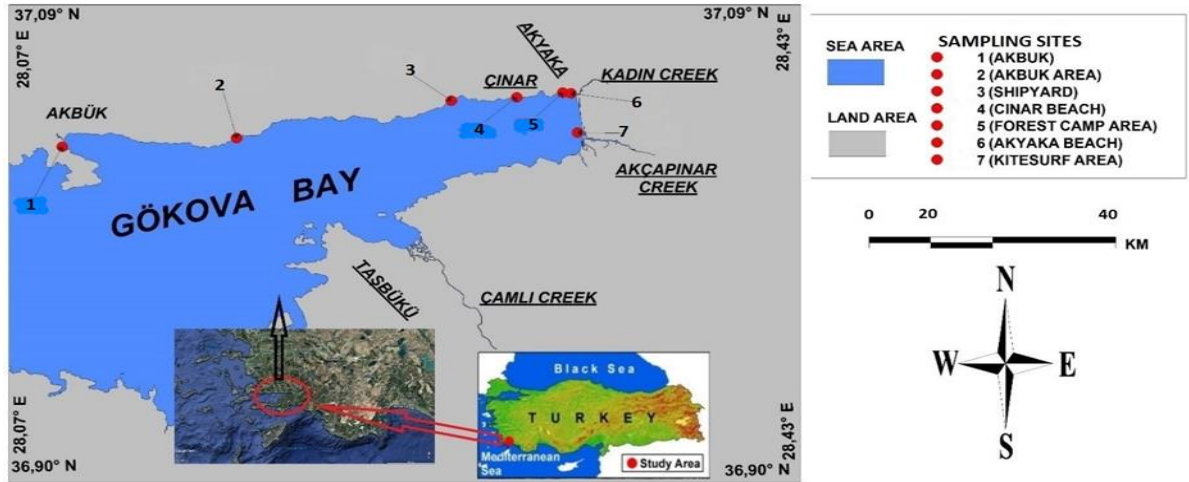 37,09° N
37,09° N
28,07° E
28,43° E
AKBÜK
2
3
ÇINAR
AKYAKA
KADIN CREEK
4
5
6
7
1
AKÇAPINAR
CREEK
GÖKOVA BAY
TAŞBÜKÜ
ÇAMLI CREEK
Black Sea
TURKEY
Mediterranean
Sea
Study Area
28,07° E
28,43° E
36,90° N
36,90° N
SEA AREA
LAND AREA
SAMPLING SITES
1 (AKBUK)
2 (AKBUK AREA)
3 (SHIPYARD)
4 (CINAR BEACH)
5 (FOREST CAMP AREA)
6 (AKYAKA BEACH)
7 (KITESURF AREA)
0 20 40
KM
N
W E
S